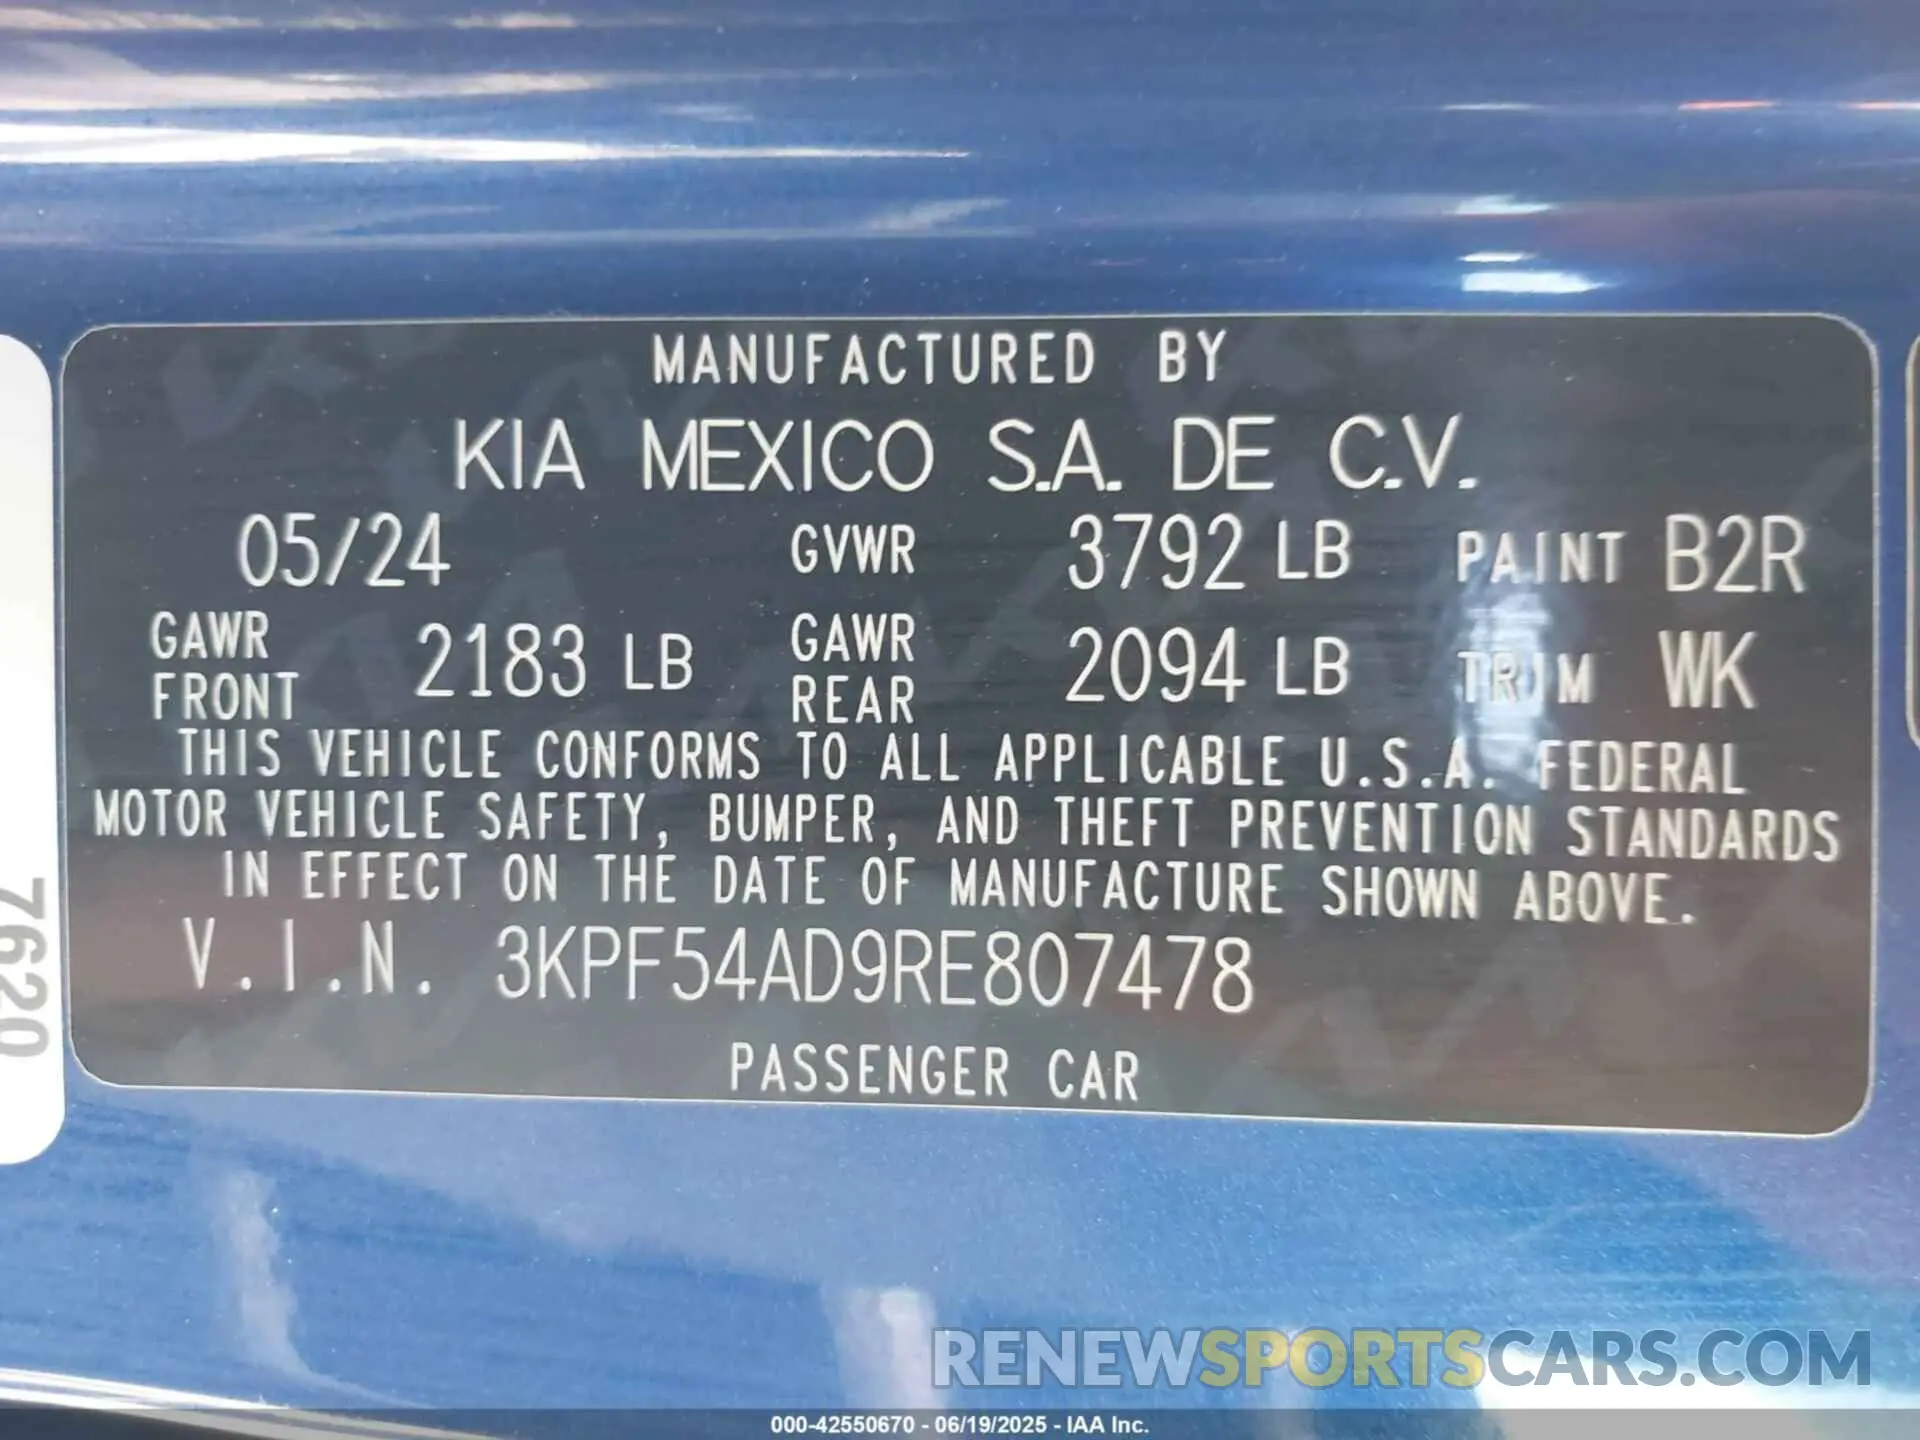 MANUFACTURED BY
KIA MEXICO S.A. DE C.V.
05/24 GVWR 3792 LB PAINT B2R
GAWR FRONT 2183 LB GAWR REAR 2094 LB TRIM WK
THIS VEHICLE CONFORMS TO ALL APPLICABLE U.S.A. FEDERAL
MOTOR VEHICLE SAFETY, BUMPER, AND THEFT PREVENTION STANDARDS
IN EFFECT ON THE DATE OF MANUFACTURE SHOWN ABOVE.
V.I.N. 3KPF54AD9RE807478
PASSENGER CAR
7620
RENEWSPORTSCARS.COM
000-42550670 - 06/19/2025 - IAA Inc.